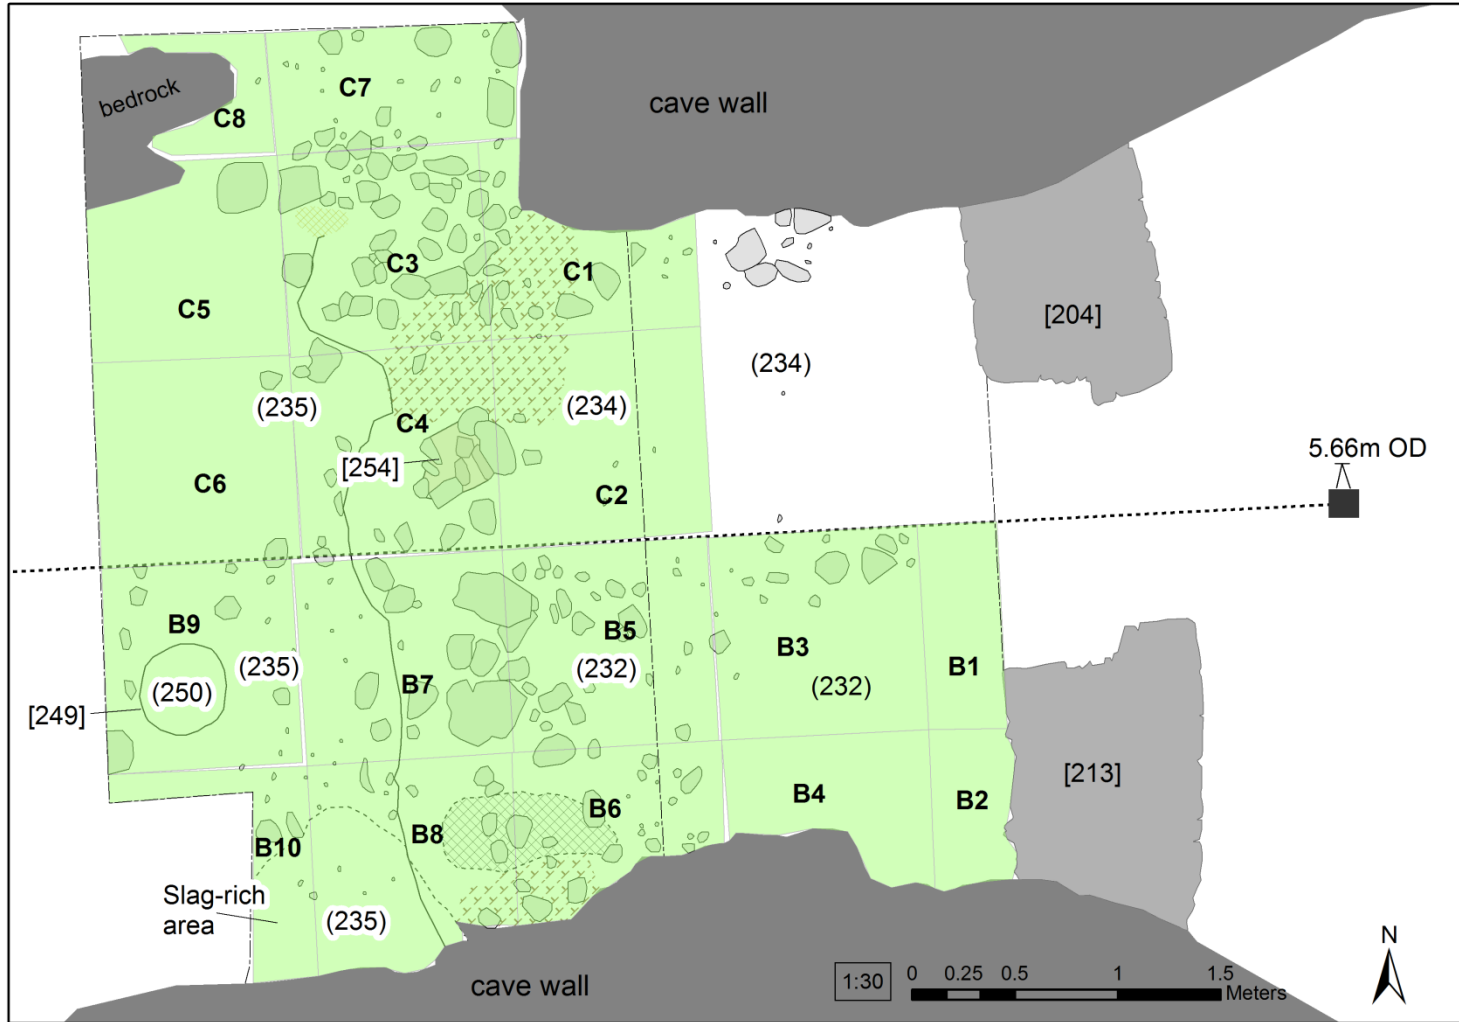 bedrock
C7
C8
cave wall
C3
C1
C5
[204]
(234)
(235)
(234)
C4
[254]
5.66m OD
C6
C2
B9
(235)
(250)
[249]
B5
(232)
B3
(232)
B1
B7
[213]
B6
B4
B2
B8
B10
Slag-rich
area
(235)
cave wall
1:30
0 0.25 0.5 1 1.5
Meters
N